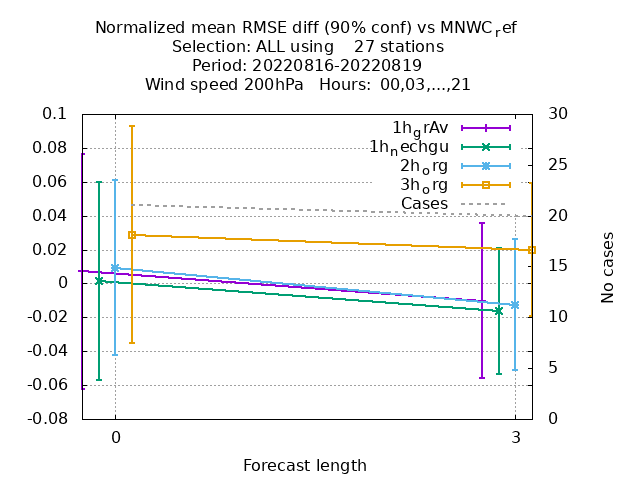 Normalized mean RMSE diff (90% conf) vs MNWC_ref
Selection: ALL using    27 stations
Period: 20220816-20220819
Wind speed 200hPa   Hours: 00,03,...,21
0.1
0.08
0.06
0.04
0.02
0
-0.02
-0.04
-0.06
-0.08
30
25
20
15
10
5
0
1h_grAv
1h_nechgu
2h_org
3h_org
Cases
No cases
0
3
Forecast length